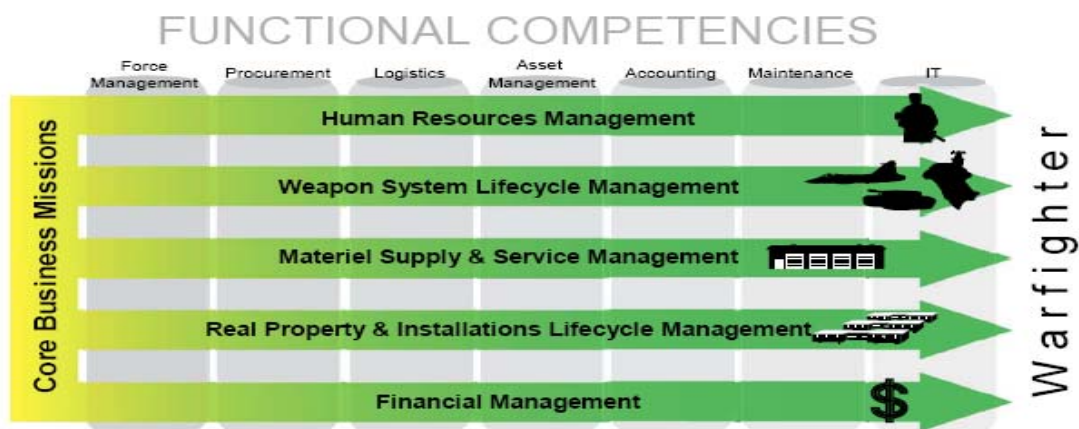 FUNCTIONAL COMPETENCIES
Force
Management
Procurement
Logistics
Asset
Management
Accounting
Maintenance
IT
Core Business Missions
Human Resources Management
Weapon System Lifecycle Management
Materiel Supply & Service Management
Real Property & Installations Lifecycle Management
Financial Management
$
Warfighter